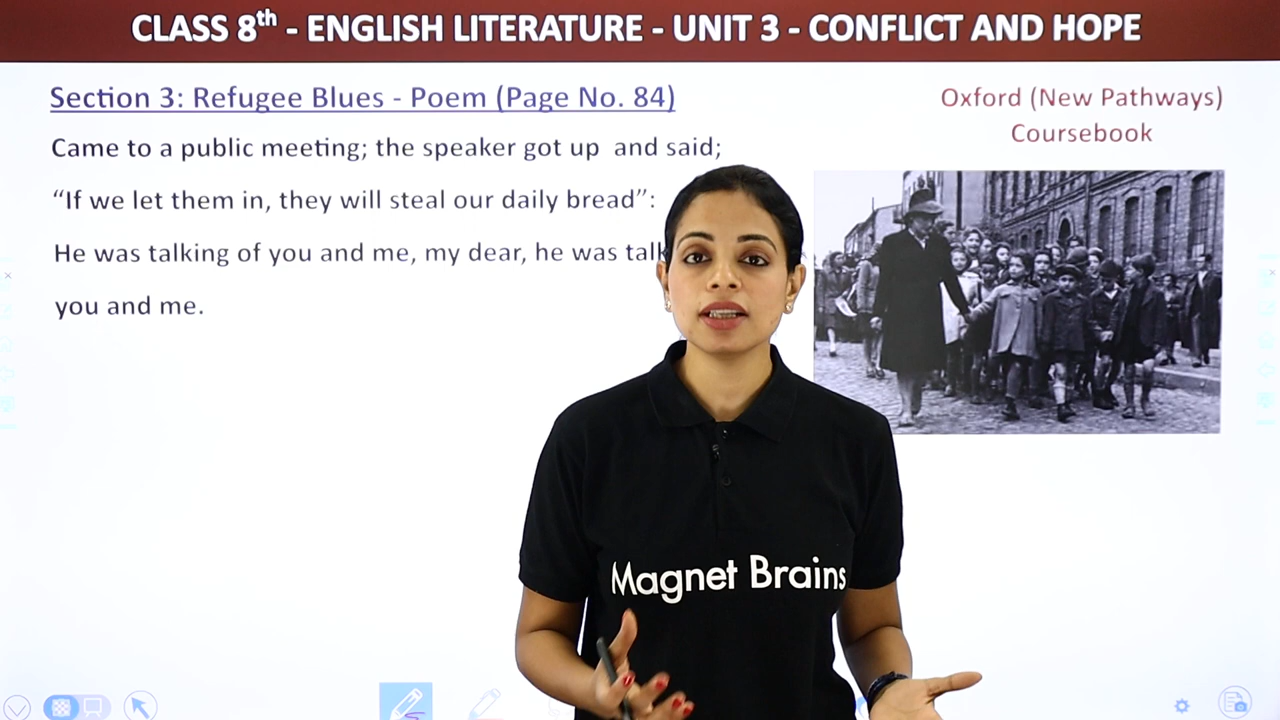 CLASS 8th - ENGLISH LITERATURE - UNIT 3 - CONFLICT AND HOPE
Section 3: Refugee Blues - Poem (Page No. 84)
Oxford (New Pathways)
Coursebook
Came to a public meeting; the speaker got up and said;
“If we let them in, they will steal our daily bread”:
He was talking of you and me, my dear, he was
you and me.
Magnet Brains